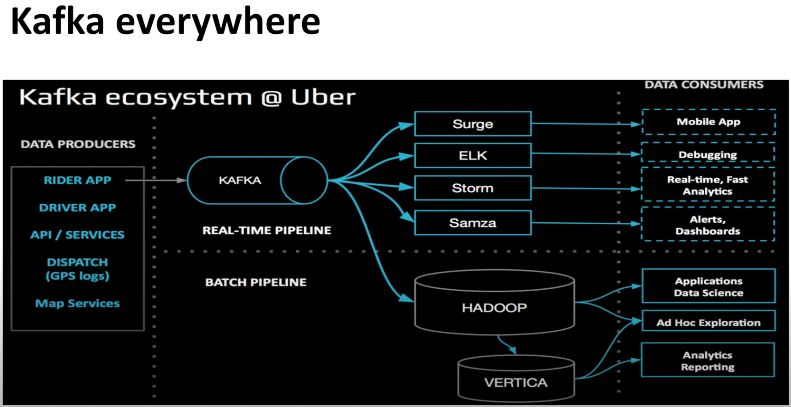 Kafka everywhere
Kafka ecosystem @ Uber
DATA PRODUCERS
RIDER APP
DRIVER APP
API / SERVICES
DISPATCH
(GPS logs)
Map Services
KAFKA
REAL-TIME PIPELINE
BATCH PIPELINE
Surge
ELK
Storm
Samza
HADOOP
VERTICA
DATA CONSUMERS
Mobile App
Debugging
Real-time, Fast
Analytics
Alerts,
Dashboards
Applications
Data Science
Ad Hoc Exploration
Analytics
Reporting